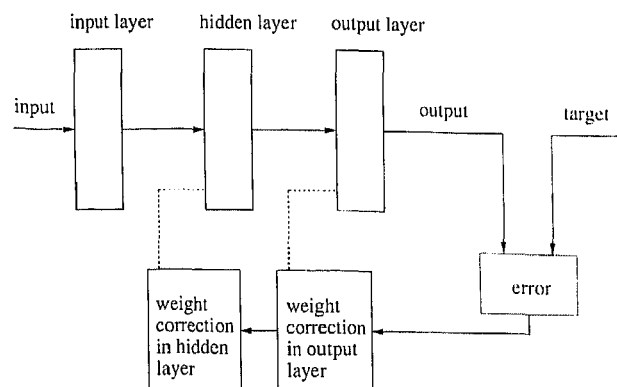 input layer
hidden layer
output layer
input
output
target
error
weight
correction
in hidden
layer
weight
correction
in output
layer